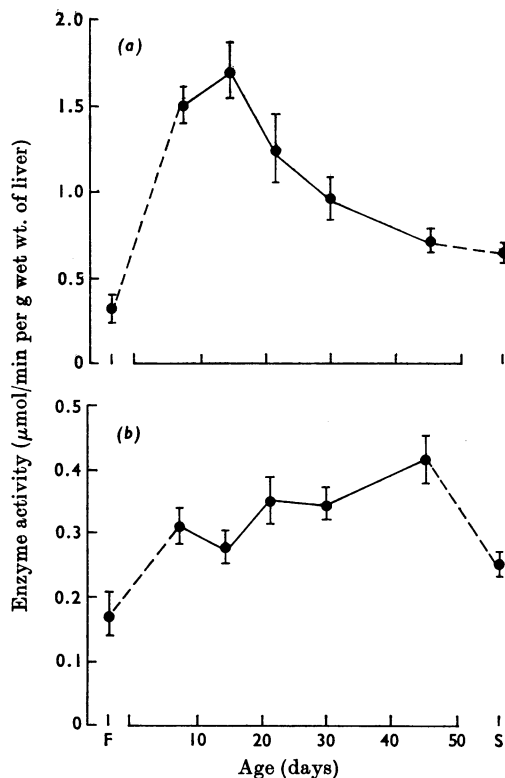 Enzyme activity (μmol/min per g wet wt. of liver)
(a)
2.0
1.5
1.0
0.5
0
(b)
0.5
0.4
0.3
0.2
0.1
0
F 10 20 30 40 50 S
Age (days)